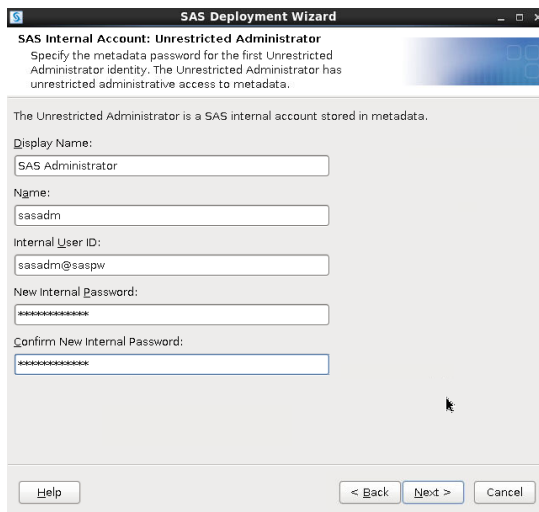 SAS Deployment Wizard
SAS Internal Account: Unrestricted Administrator
Specify the metadata password for the first Unrestricted
Administrator identity. The Unrestricted Administrator has
unrestricted administrative access to metadata.
The Unrestricted Administrator is a SAS internal account stored in metadata.
Display Name:
SAS Administrator
Name:
sasadm
Internal User ID:
sasadm@saspw
New Internal Password:
************
Confirm New Internal Password:
************
Help
< Back
Next >
Cancel